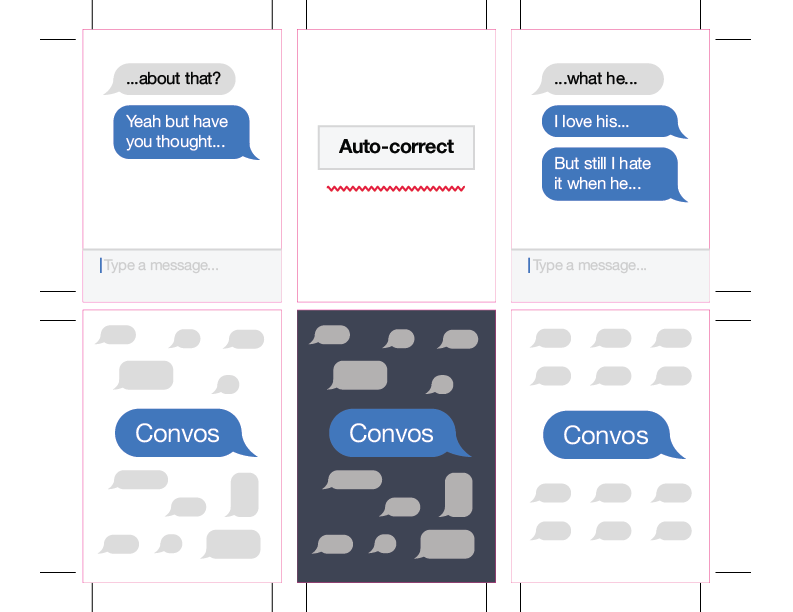 ...about that?
Yeah but have
you thought...
Type a message...
Auto-correct
...what he...
I love his...
But still I hate
it when he...
Type a message...
Convos
Convos
Convos